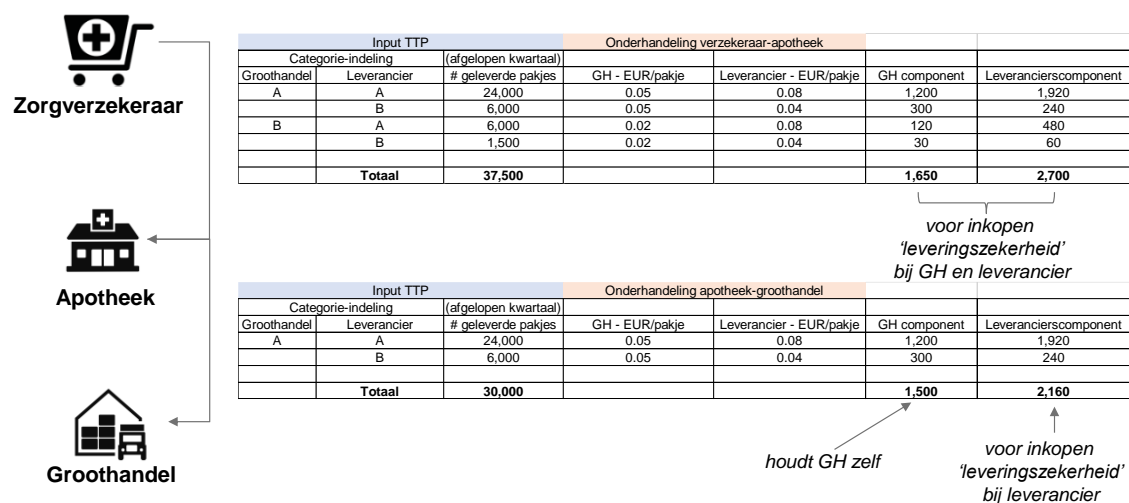 Zorgverzekeraar
Input TTP Onderhandeling verzekeraar-apotheek
Categorie-indeling (afgelopen kwartaal)
Groothandel Leverancier # geleverde pakjes GH - EUR/pakje Leverancier - EUR/pakje GH component Leverancierscomponent
A A 24,000 0.05 0.08 1,200 1,920
B 6,000 0.05 0.04 300 240
B A 6,000 0.02 0.08 120 480
B 1,500 0.02 0.04 30 60
Totaal 37,500 1,650 2,700
voor inkopen
‘leveringszekerheid’
bij GH en leverancier
Apotheek
Input TTP Onderhandeling apotheek-groothandel
Categorie-indeling (afgelopen kwartaal)
Groothandel Leverancier # geleverde pakjes GH - EUR/pakje Leverancier - EUR/pakje GH component Leverancierscomponent
A A 24,000 0.05 0.08 1,200 1,920
B 6,000 0.05 0.04 300 240
Totaal 30,000 1,500 2,160
Groothandel
houdt GH zelf
voor inkopen
‘leveringszekerheid’
bij leverancier